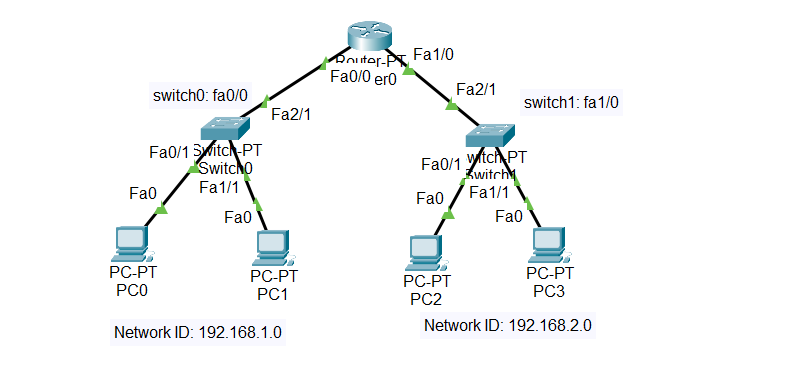 Router-PT
er0
Fa1/0
Fa0/0
switch0: fa0/0
Fa2/1
Fa2/1
switch1: fa1/0
Fa0/1
Switch-PT
Switch0
Fa1/1
Fa0
Fa0
Fa0/1
witch-PT
Switch1
Fa1/1
Fa0
Fa0
PC-PT
PC0
PC-PT
PC1
PC-PT
PC2
PC-PT
PC3
Network ID: 192.168.1.0
Network ID: 192.168.2.0